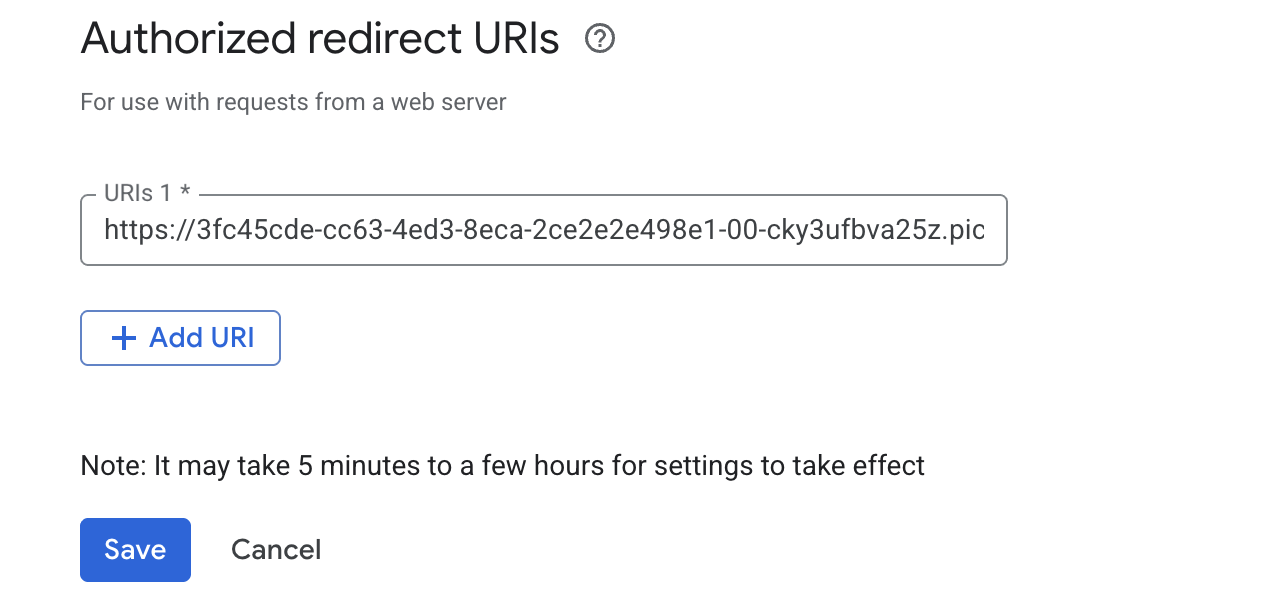 Authorized redirect URIs
For use with requests from a web server
URIs 1 *
https://3fc45cde-cc63-4ed3-8eca-2ce2e2e498e1-00-cky3ufbva25z.pic
+ Add URI
Note: It may take 5 minutes to a few hours for settings to take effect
Save Cancel